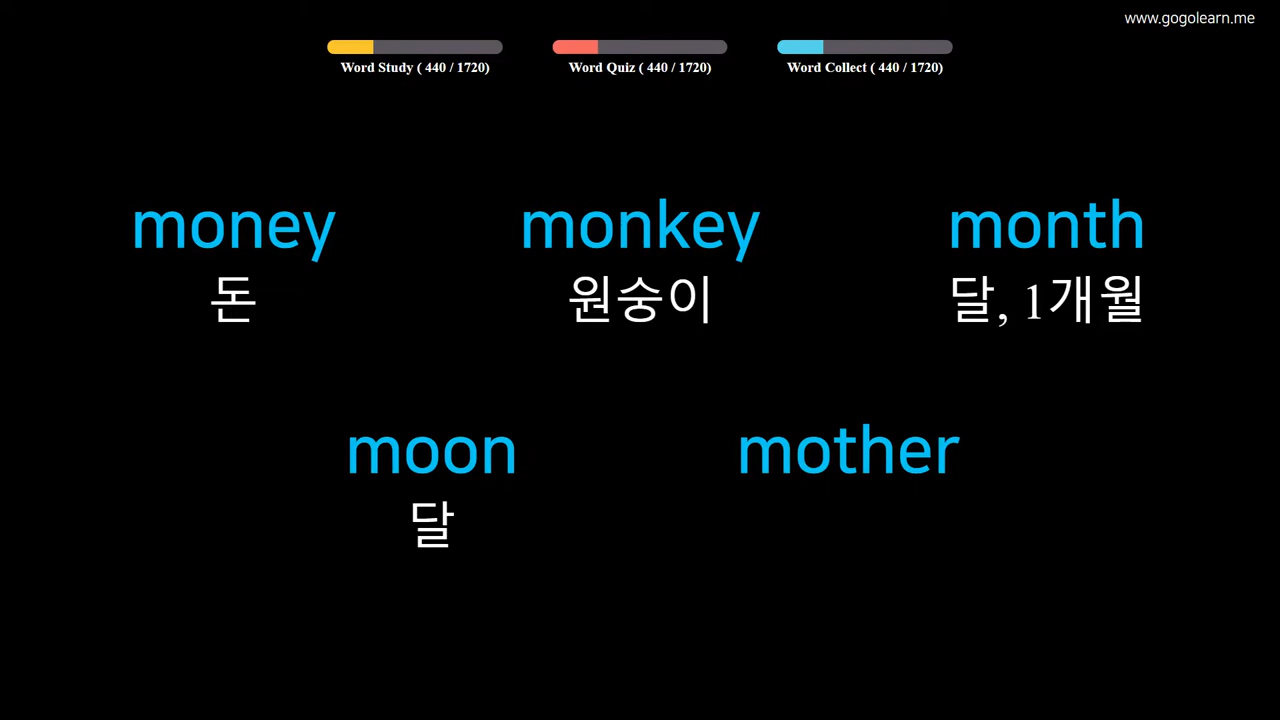 www.gogolearn.me
Word Study ( 440 / 1720)
Word Quiz ( 440 / 1720)
Word Collect ( 440 / 1720)
money
돈
monkey
원숭이
month
달, 1개월
moon
달
mother